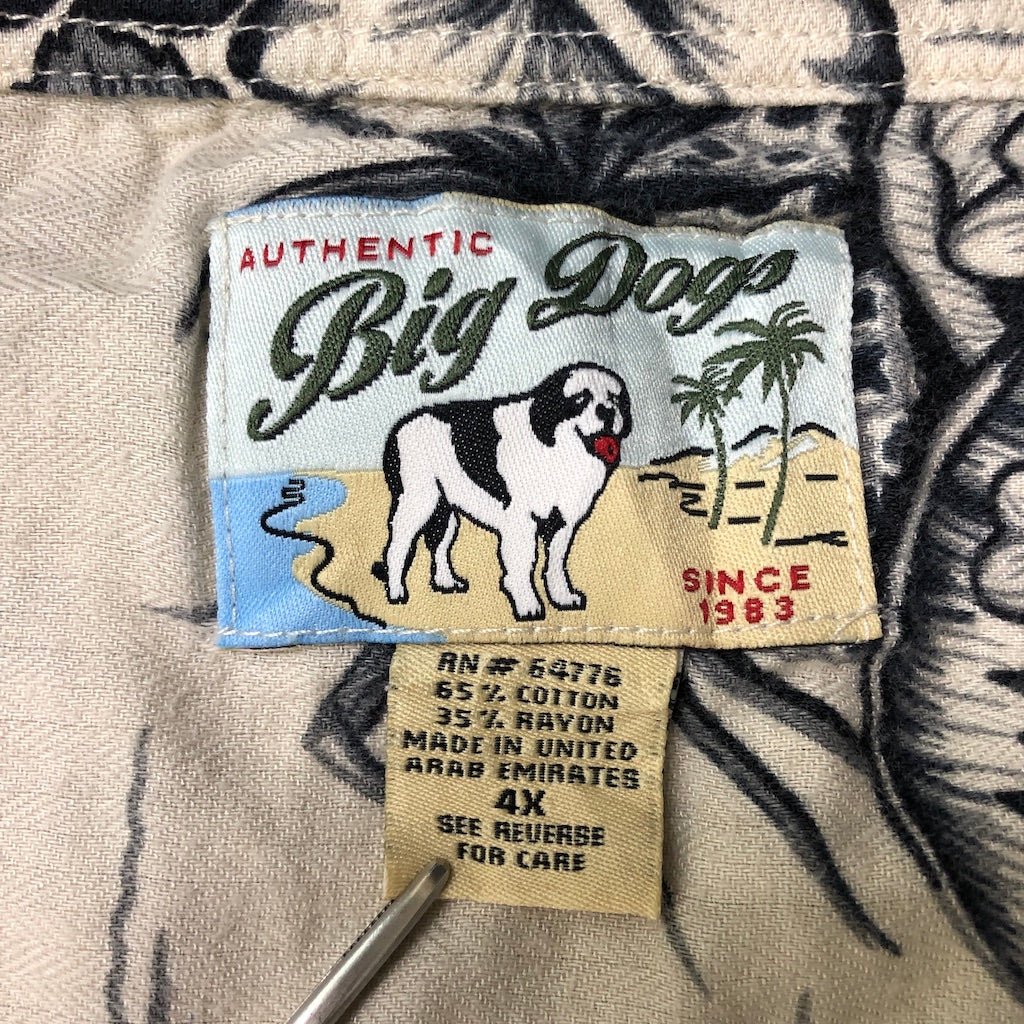 AUTHENTIC
Big Dogs
SINCE
1983
RN # 64776
65% COTTON
35% RAYON
MADE IN UNITED
ARAB EMIRATES
4X
SEE REVERSE
FOR CARE